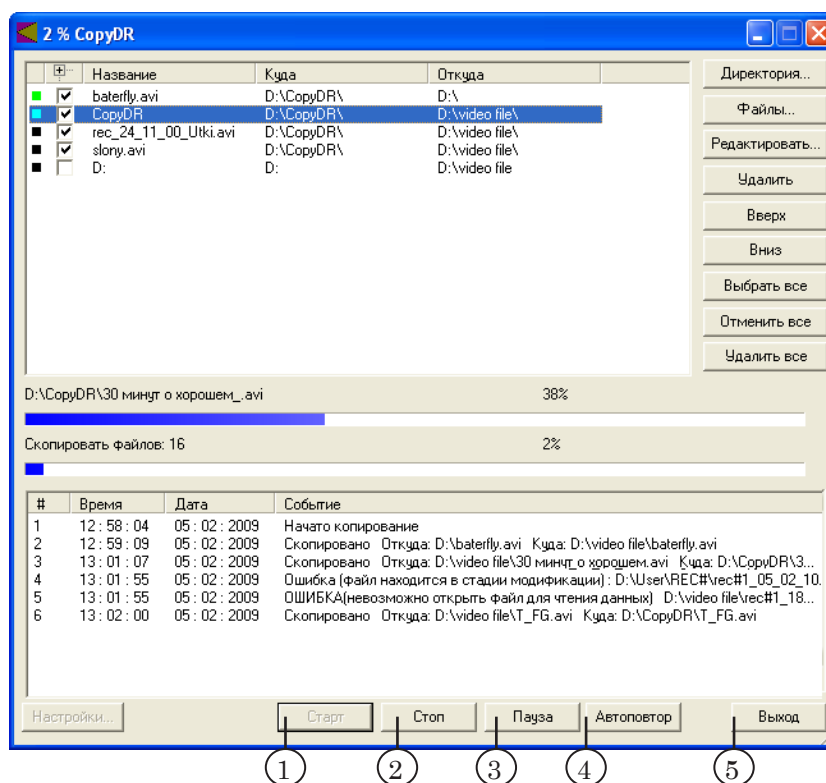 2 % CopyDR
Название Куда Откуда
baterfly.avi D:\CopyDR\ D:\
CopyDR D:\CopyDR\ D:\video file\
rec_24_11_00_Utki.avi D:\CopyDR\ D:\video file\
slony.avi D:\CopyDR\ D:\video file\
D: D: D:\video file
Директория...
Файлы...
Редактировать...
Удалить
Вверх
Вниз
Выбрать все
Отменить все
Удалить все
D:\CopyDR\30 минут о хорошем_.avi 38%
Скопировать файлов: 16 2%
# Время Дата Событие
1 12 : 58 : 04 05 : 02 : 2009 Начато копирование
2 12 : 59 : 09 05 : 02 : 2009 Скопировано Откуда: D:\baterfly.avi Куда: D:\video file\baterfly.avi
3 13 : 01 : 07 05 : 02 : 2009 Скопировано Откуда: D:\video file\30 минут о хорошем.avi Куда: D:\CopyDR\3...
4 13 : 01 : 55 05 : 02 : 2009 Ошибка (файл находится в стадии модификации) : D:\User\REC#\rec#1_05_02_10...
5 13 : 01 : 55 05 : 02 : 2009 ОШИБКА(невозможно открыть файл для чтения данных) D:\video file\rec#1_18...
6 13 : 02 : 00 05 : 02 : 2009 Скопировано Откуда: D:\video file\T_FG.avi Куда: D:\CopyDR\T_FG.avi
Настройки... Старт Стоп Пауза Автоповтор Выход
1 2 3 4 5